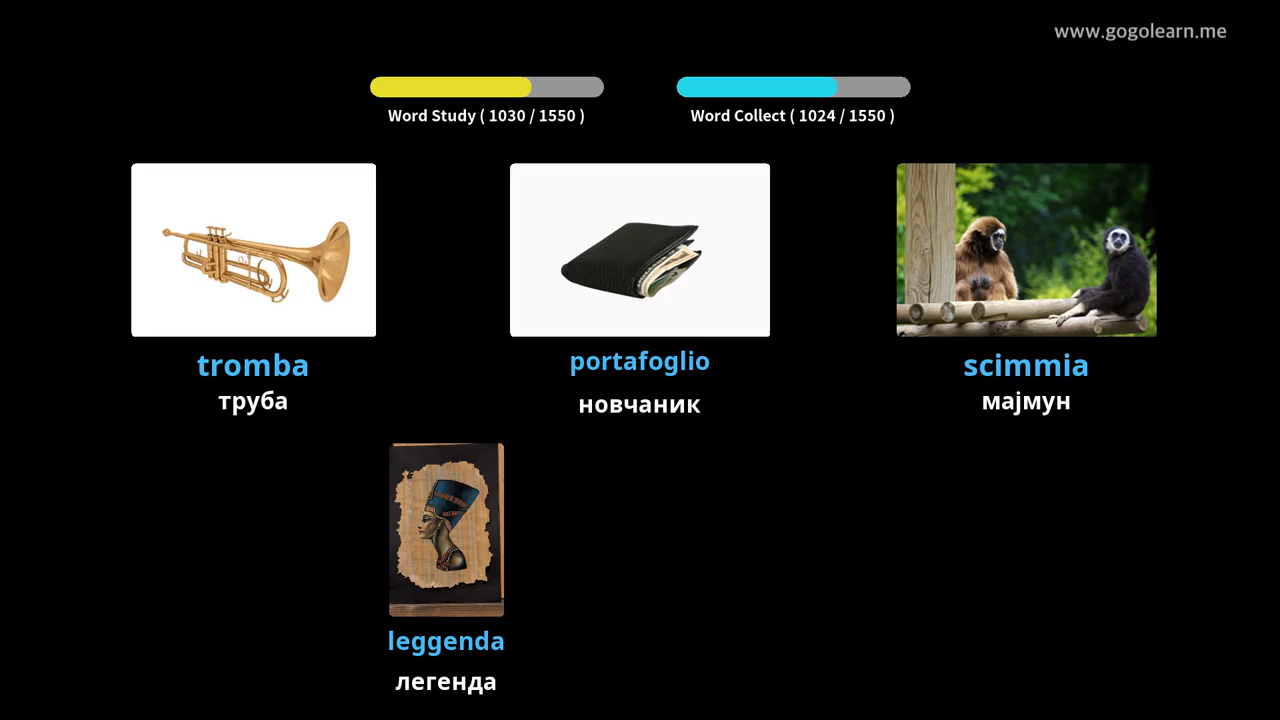 www.gogolearn.me
Word Study ( 1030 / 1550 )
Word Collect ( 1024 / 1550 )
tromba
труба
portafoglio
новчаник
scimmia
мајмун
leggenda
легенда